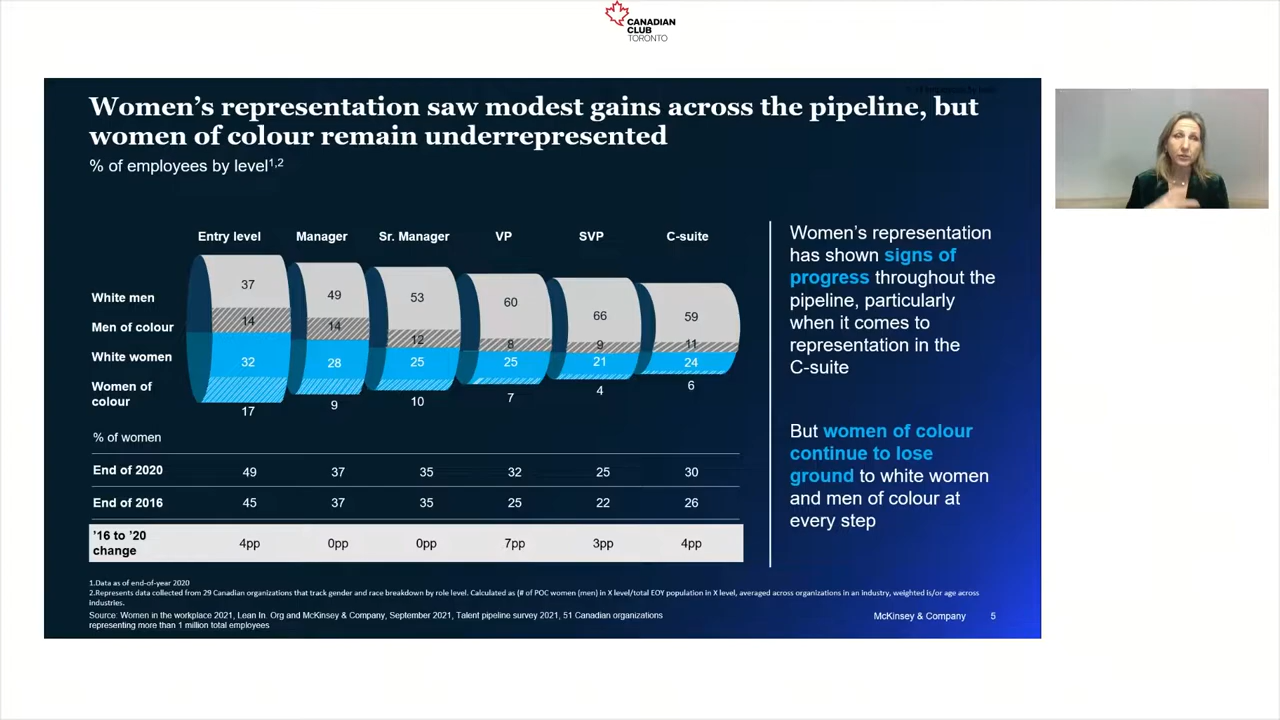 CANADIAN
CLUB
TORONTO
Women's representation saw modest gains across the pipeline, but
women of colour remain underrepresented
% of employees by level1,2
Entry level Manager Sr. Manager VP SVP C-suite
White men 37 49 53 60 66 59
Men of colour 14 14 12 8 9 11
White women 32 28 25 25 21 24
Women of
colour 17 9 10 7 4 6
% of women
End of 2020 49 37 35 32 25 30
End of 2016 45 37 35 25 22 26
'16 to '20
change 4pp 0pp 0pp 7pp 3pp 4pp
Women's representation
has shown signs of
progress throughout the
pipeline, particularly
when it comes to
representation in the
C-suite
But women of colour
continue to lose
ground to white women
and men of colour at
every step
1.Data as of end-of-year 2020
2.Represents data collected from 29 Canadian organizations that track gender and race breakdown by role level. Calculated as (# of POC women (men) in X level/total EOY population in X level, averaged across organizations in an industry, weighted is/or age across
industries.
Source: Women in the workplace 2021, Lean In. Org and McKinsey & Company, September 2021, Talent pipeline survey 2021, 51 Canadian organizations
representing more than 1 million total employees
McKinsey & Company 5